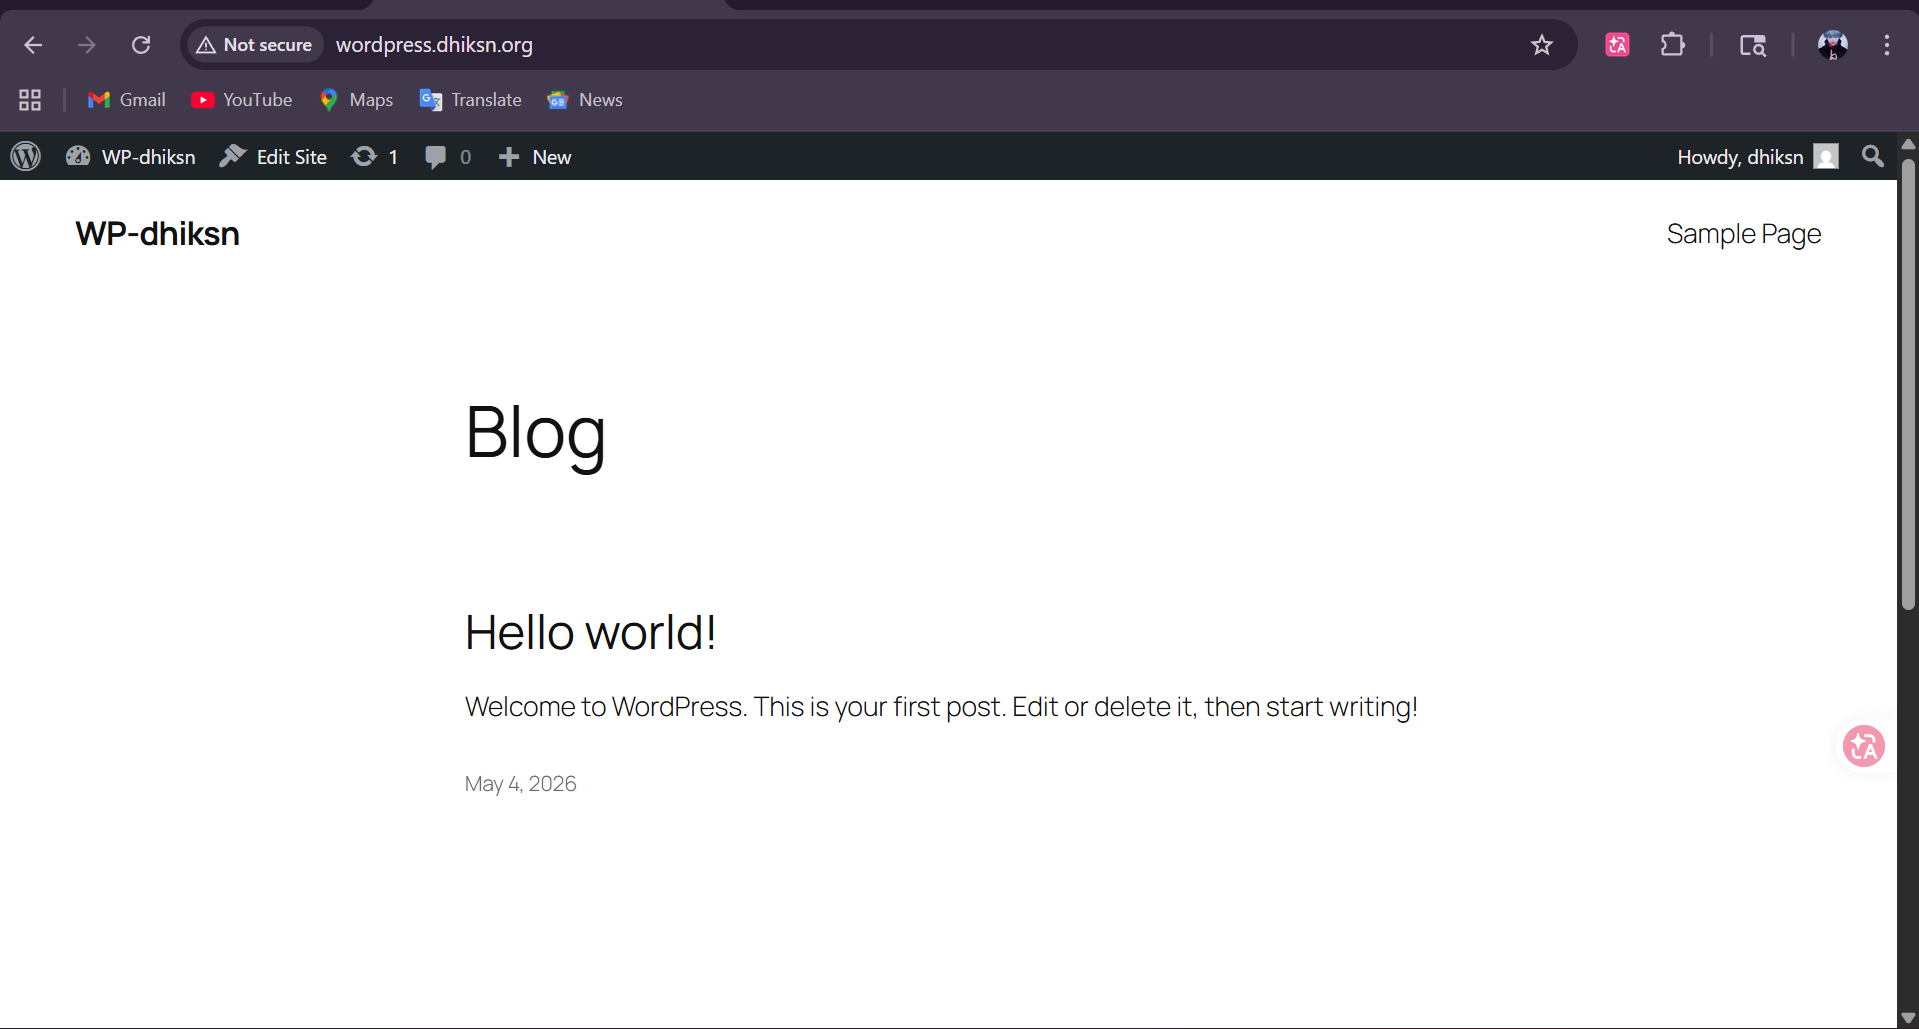 Not secure wordpress.dhiksn.org
Gmail YouTube Maps Translate News
WP-dhiksn Edit Site 1 0 New Howdy, dhiksn
WP-dhiksn Sample Page
Blog
Hello world!
Welcome to WordPress. This is your first post. Edit or delete it, then start writing!
May 4, 2026